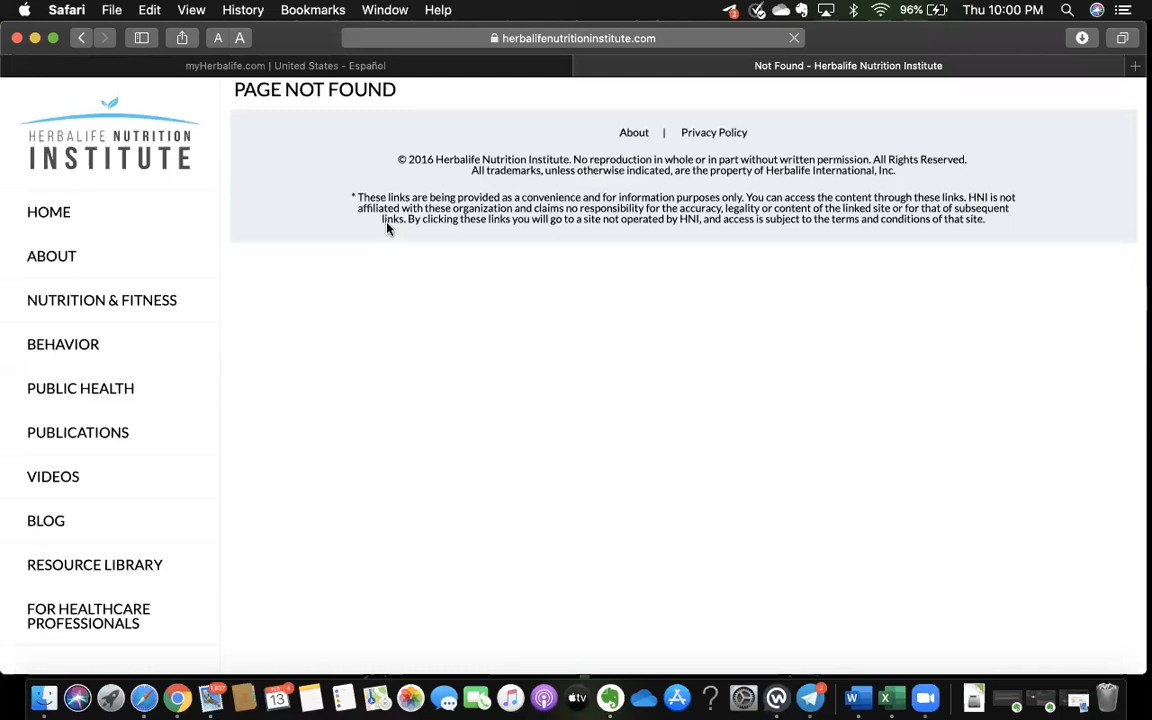 Safari File Edit View History Bookmarks Window Help 2 96% Thu 10:00 PM
A A herbalifenutritioninstitute.com
myHerbalife.com | United States - Español Not Found - Herbalife Nutrition Institute
PAGE NOT FOUND
HERBALIFE NUTRITION
INSTITUTE
HOME
ABOUT
NUTRITION & FITNESS
BEHAVIOR
PUBLIC HEALTH
PUBLICATIONS
VIDEOS
BLOG
RESOURCE LIBRARY
FOR HEALTHCARE
PROFESSIONALS
About | Privacy Policy
© 2016 Herbalife Nutrition Institute. No reproduction in whole or in part without written permission. All Rights Reserved.
All trademarks, unless otherwise indicated, are the property of Herbalife International, Inc.
* These links are being provided as a convenience and for information purposes only. You can access the content through these links. HNI is not
affiliated with these organization and claims no responsibility for the accuracy, legality or content of the linked site or for that of subsequent
links. By clicking these links you will go to a site not operated by HNI, and access is subject to the terms and conditions of that site.
13 4 tv ? W 2 W X